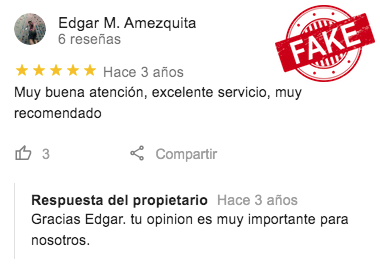 Edgar M. Amezquita
6 reseñas
FAKE
Hace 3 años
Muy buena atención, excelente servicio, muy
recomendado
3
Compartir
Respuesta del propietario Hace 3 años
Gracias Edgar. tu opinion es muy importante para
nosotros.